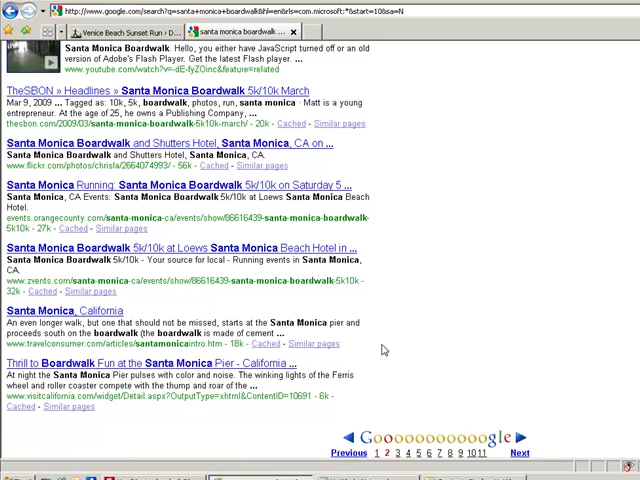 http://www.google.com/search?q=santa+monica+boardwalk&hl=en&rls=com.microsoft:*&start=10&sa=N
Venice Beach Sunset Run › D...
santa monica boardwalk ...
Santa Monica Boardwalk. Hello, you either have JavaScript turned off or an old
version of Adobe's Flash Player. Get the latest Flash player. ...
www.youtube.com/watch?v=-dE-fyZOinc&feature=related
TheSBON » Headlines » Santa Monica Boardwalk 5k/10k March
Mar 9, 2009 ... Tagged as: 10k, 5k, boardwalk, photos, run, santa monica · Matt is a young
entrepreneur. At the age of 25, he owns a Publishing Company, ...
thesbon.com/2009/03/santa-monica-boardwalk-5k10k-march/ - 20k - Cached - Similar pages
Santa Monica Boardwalk and Shutters Hotel, Santa Monica, CA on ...
Santa Monica Boardwalk and Shutters Hotel, Santa Monica, CA.
www.flickr.com/photos/chrisla/2664074993/ - 56k - Cached - Similar pages
Santa Monica Running: Santa Monica Boardwalk 5k/10k on Saturday 5 ...
Santa Monica, CA Events: Santa Monica Boardwalk 5k/10k at Loews Santa Monica Beach
Hotel.
events.orangecounty.com/santa-monica-ca/events/show/86616439-santa-monica-boardwalk-
5k10k - 27k - Cached - Similar pages
Santa Monica Boardwalk 5k/10k at Loews Santa Monica Beach Hotel in ...
Santa Monica Boardwalk 5k/10k - Your source for local - Running events in Santa Monica,
CA.
www.zvents.com/santa-monica-ca/events/show/86616439-santa-monica-boardwalk-5k10k -
32k - Cached - Similar pages
Santa Monica, California
An even longer walk, but one that should not be missed, starts at the Santa Monica pier and
proceeds south on the boardwalk (the boardwalk is made of cement ...
www.travelconsumer.com/articles/santamonicaintro.htm - 18k - Cached - Similar pages
Thrill to Boardwalk Fun at the Santa Monica Pier - California ...
At night the Santa Monica Pier pulses with color and noise. The winking lights of the Ferris
wheel and roller coaster compete with the thump and roar of the ...
www.visitcalifornia.com/widget/Detail.aspx?OutputType=xhtml&ContentID=10691 - 6k -
Cached - Similar pages
Gooooooooooogle
Previous 1 2 3 4 5 6 7 8 9 10 11 Next